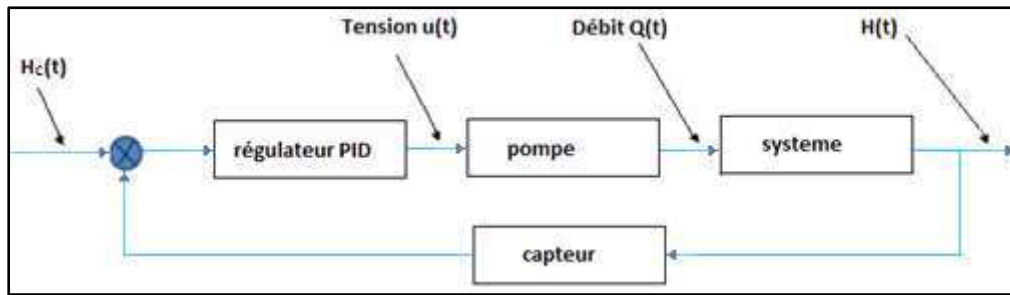 Tension u(t)
Débit Q(t)
H(t)
Hc(t)
régulateur PID
pompe
systeme
capteur